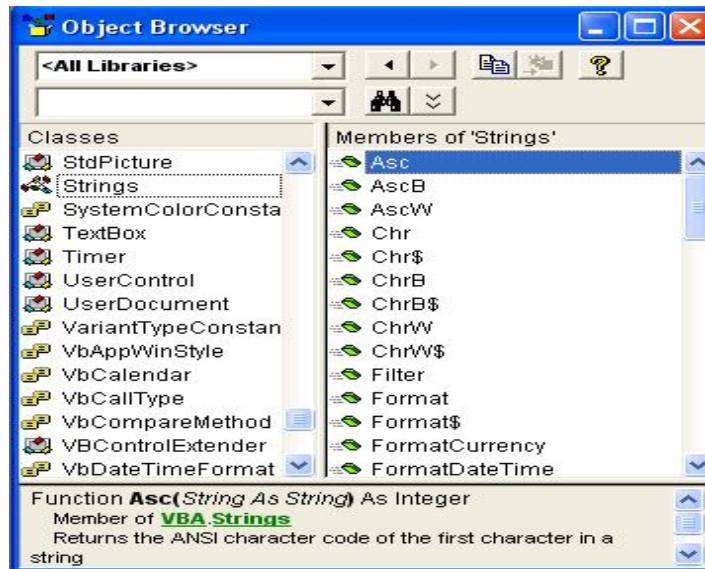 Object Browser
<All Libraries>
Classes
StdPicture
Strings
SystemColorConsta
TextBox
Timer
UserControl
UserDocument
VariantTypeConstan
VbAppWinStyle
VbCalendar
VbCallType
VbCompareMethod
VBControlExtender
VbDateTimeFormat
Members of 'Strings'
Asc
AscB
AscW
Chr
Chr$
ChrB
ChrB$
ChrW
ChrW$
Filter
Format
Format$
FormatCurrency
FormatDateTime
Function Asc(String As String) As Integer
Member of VBA.Strings
Returns the ANSI character code of the first character in a
string